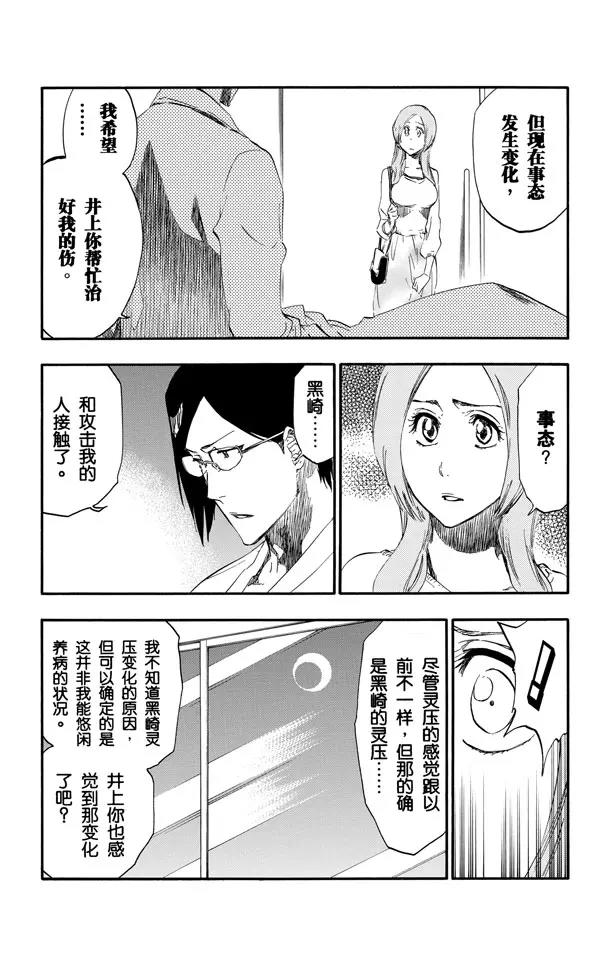 但现在事态
发生变化，
我希望
……
井上你帮忙治
好我的伤。
事态？
黑崎……
和攻击我的
人接触了。
！
尽管灵压的感觉跟以
前不一样，但那的确
是黑崎的灵压……
我不知道黑崎灵
压变化的原因，
但可以确定的是
这并非我能悠闲
养病的状况。
井上你也感
觉到那变化
了吧？